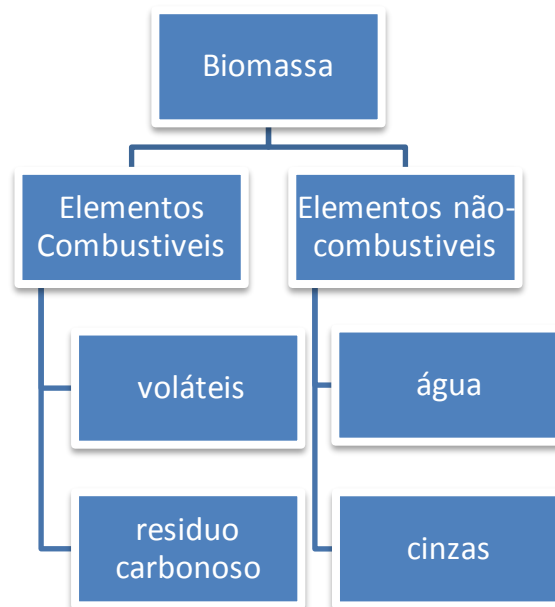 Biomassa
Elementos
Combustiveis
Elementos não-
combustiveis
voláteis
água
residuo
carbonoso
cinzas